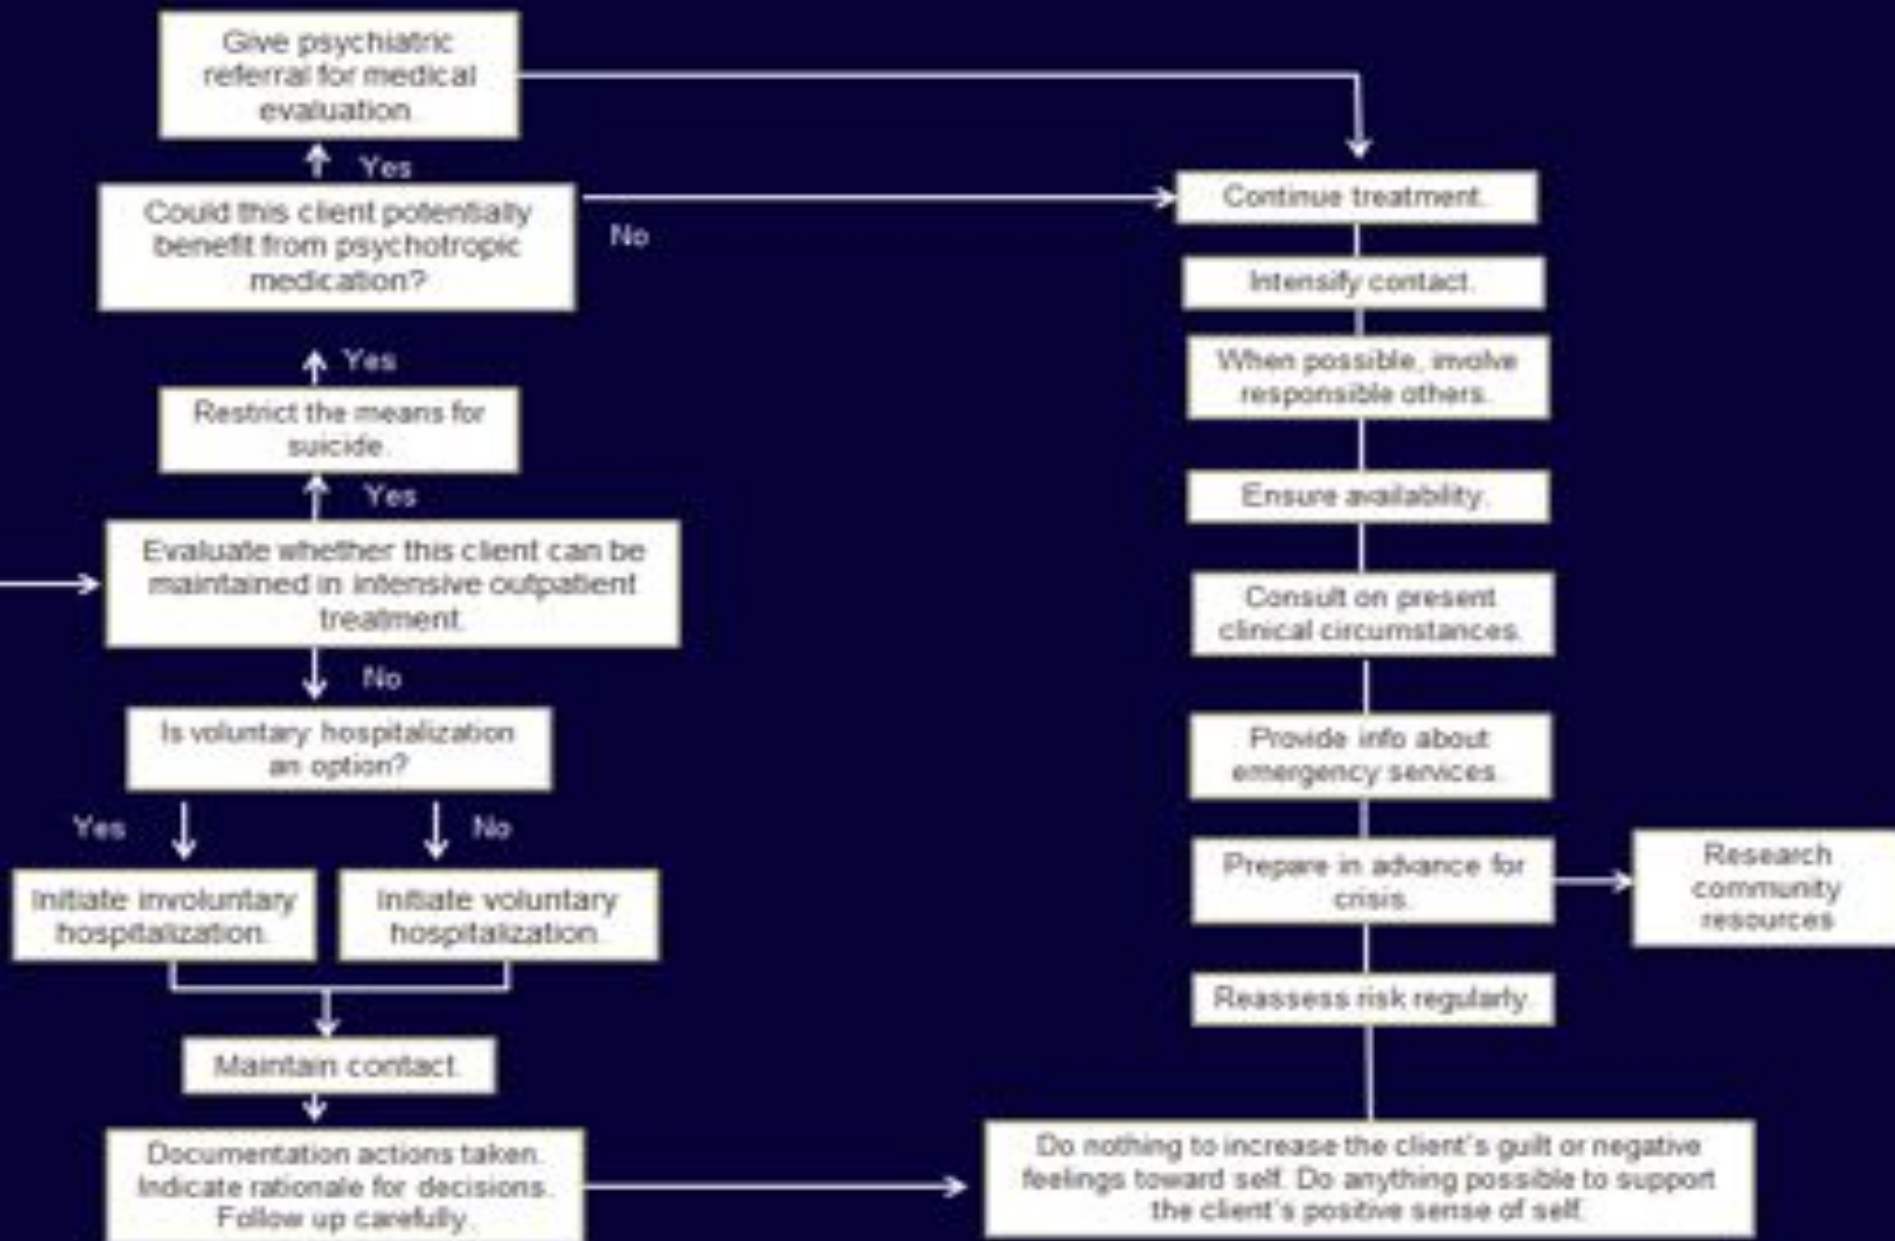 Give psychiatric
referral for medical
evaluation.
Yes
Could this client potentially
benefit from psychotropic
medication?
No
Yes
Restrict the means for
suicide.
Yes
Evaluate whether this client can be
maintained in intensive outpatient
treatment.
No
Is voluntary hospitalization
an option?
Yes
No
Initiate involuntary
hospitalization.
Initiate voluntary
hospitalization.
Maintain contact.
Documentation actions taken.
Indicate rationale for decisions.
Follow up carefully.
Continue treatment.
Intensify contact.
When possible, involve
responsible others.
Ensure availability.
Consult on present
clinical circumstances.
Provide info about
emergency services.
Prepare in advance for
crisis.
Research
community
resources
Reassess risk regularly.
Do nothing to increase the client's guilt or negative
feelings toward self. Do anything possible to support
the client's positive sense of self.